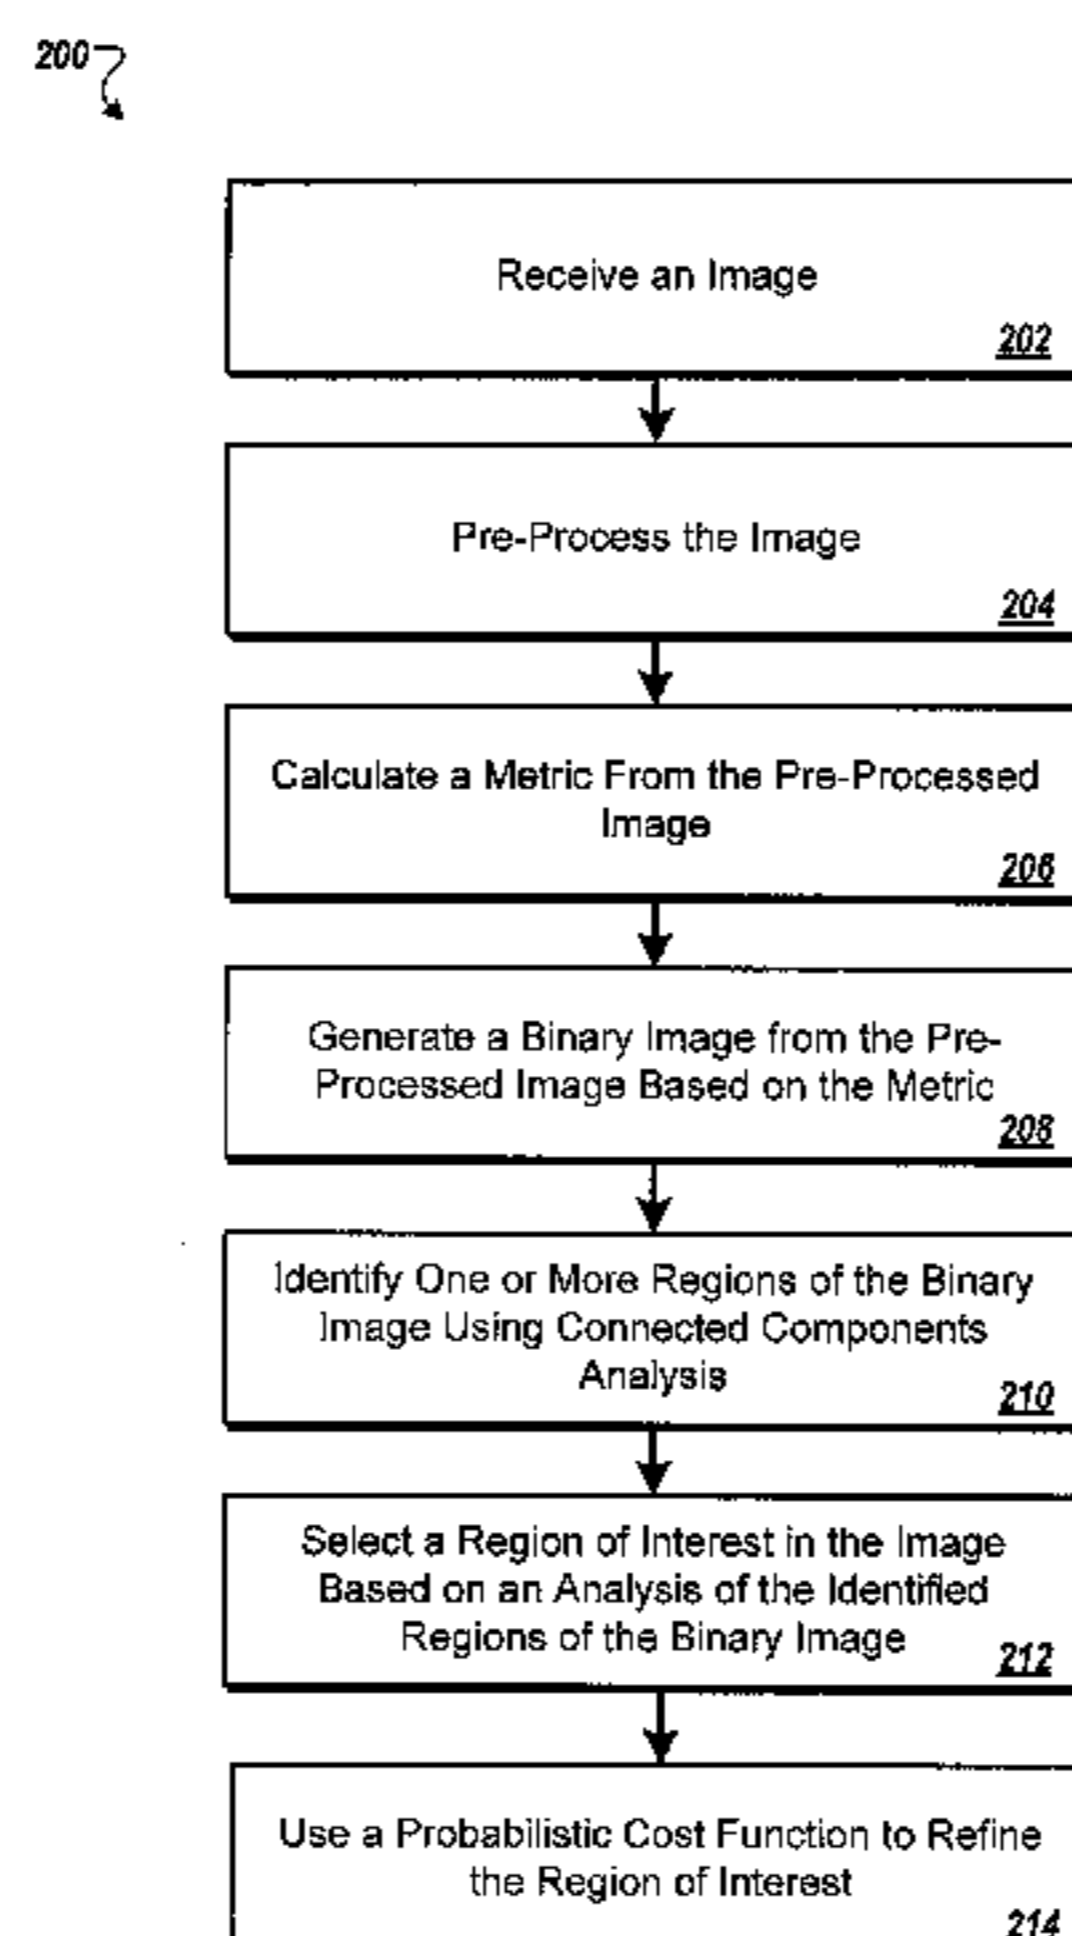 200
Receive an Image
202
Pre-Process the Image
204
Calculate a Metric From the Pre-Processed
Image
206
Generate a Binary Image from the Pre-
Processed Image Based on the Metric
208
Identify One or More Regions of the Binary
Image Using Connected Components
Analysis
210
Select a Region of Interest in the Image
Based on an Analysis of the Identified
Regions of the Binary Image
212
Use a Probabilistic Cost Function to Refine
the Region of Interest
214